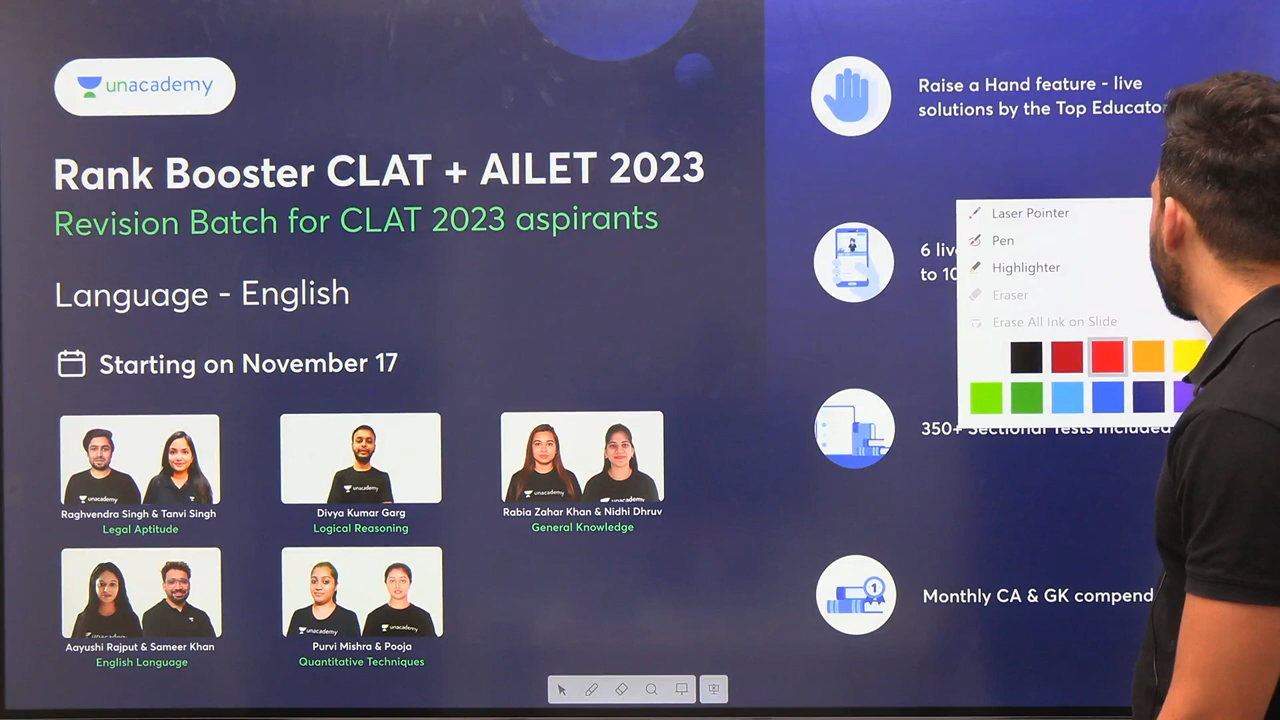 unacademy
Rank Booster CLAT + AILET 2023
Revision Batch for CLAT 2023 aspirants
Language - English
Starting on November 17
Raghvendra Singh & Tanvi Singh
Legal Aptitude
Divya Kumar Garg
Logical Reasoning
Rabia Zahar Khan & Nidhi Dhruv
General Knowledge
Aayushi Rajput & Sameer Khan
English Language
Purvi Mishra & Pooja
Quantitative Techniques
Raise a Hand feature - live
solutions by the Top
6
to
350+ Sectional Tests included
Monthly CA & GK
Laser Pointer
Pen
Highlighter
Eraser
Erase All Ink on Slide